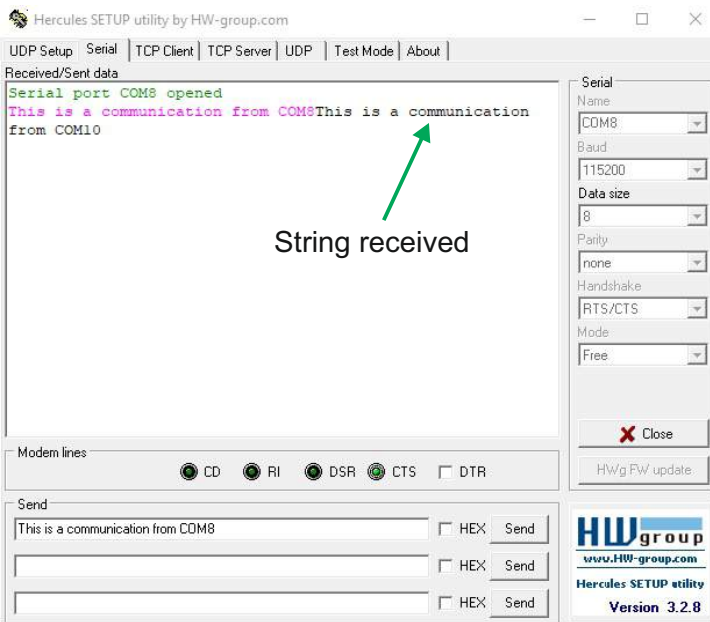 Hercules SETUP utility by HW-group.com
UDP Setup Serial TCP Client TCP Server UDP Test Mode About
Received/Sent data
Serial port COM8 opened
This is a communication from COM8This is a communication
from COM10
String received
Serial
Name
COM8
Baud
115200
Data size
8
Parity
none
Handshake
RTS/CTS
Mode
Free
Close
HWg FW update
Modem lines
CD RI DSR CTS DTR
Send
This is a communication from COM8 HEX Send
HEX Send
HEX Send
HW group
www.HW-group.com
Hercules SETUP utility
Version 3.2.8